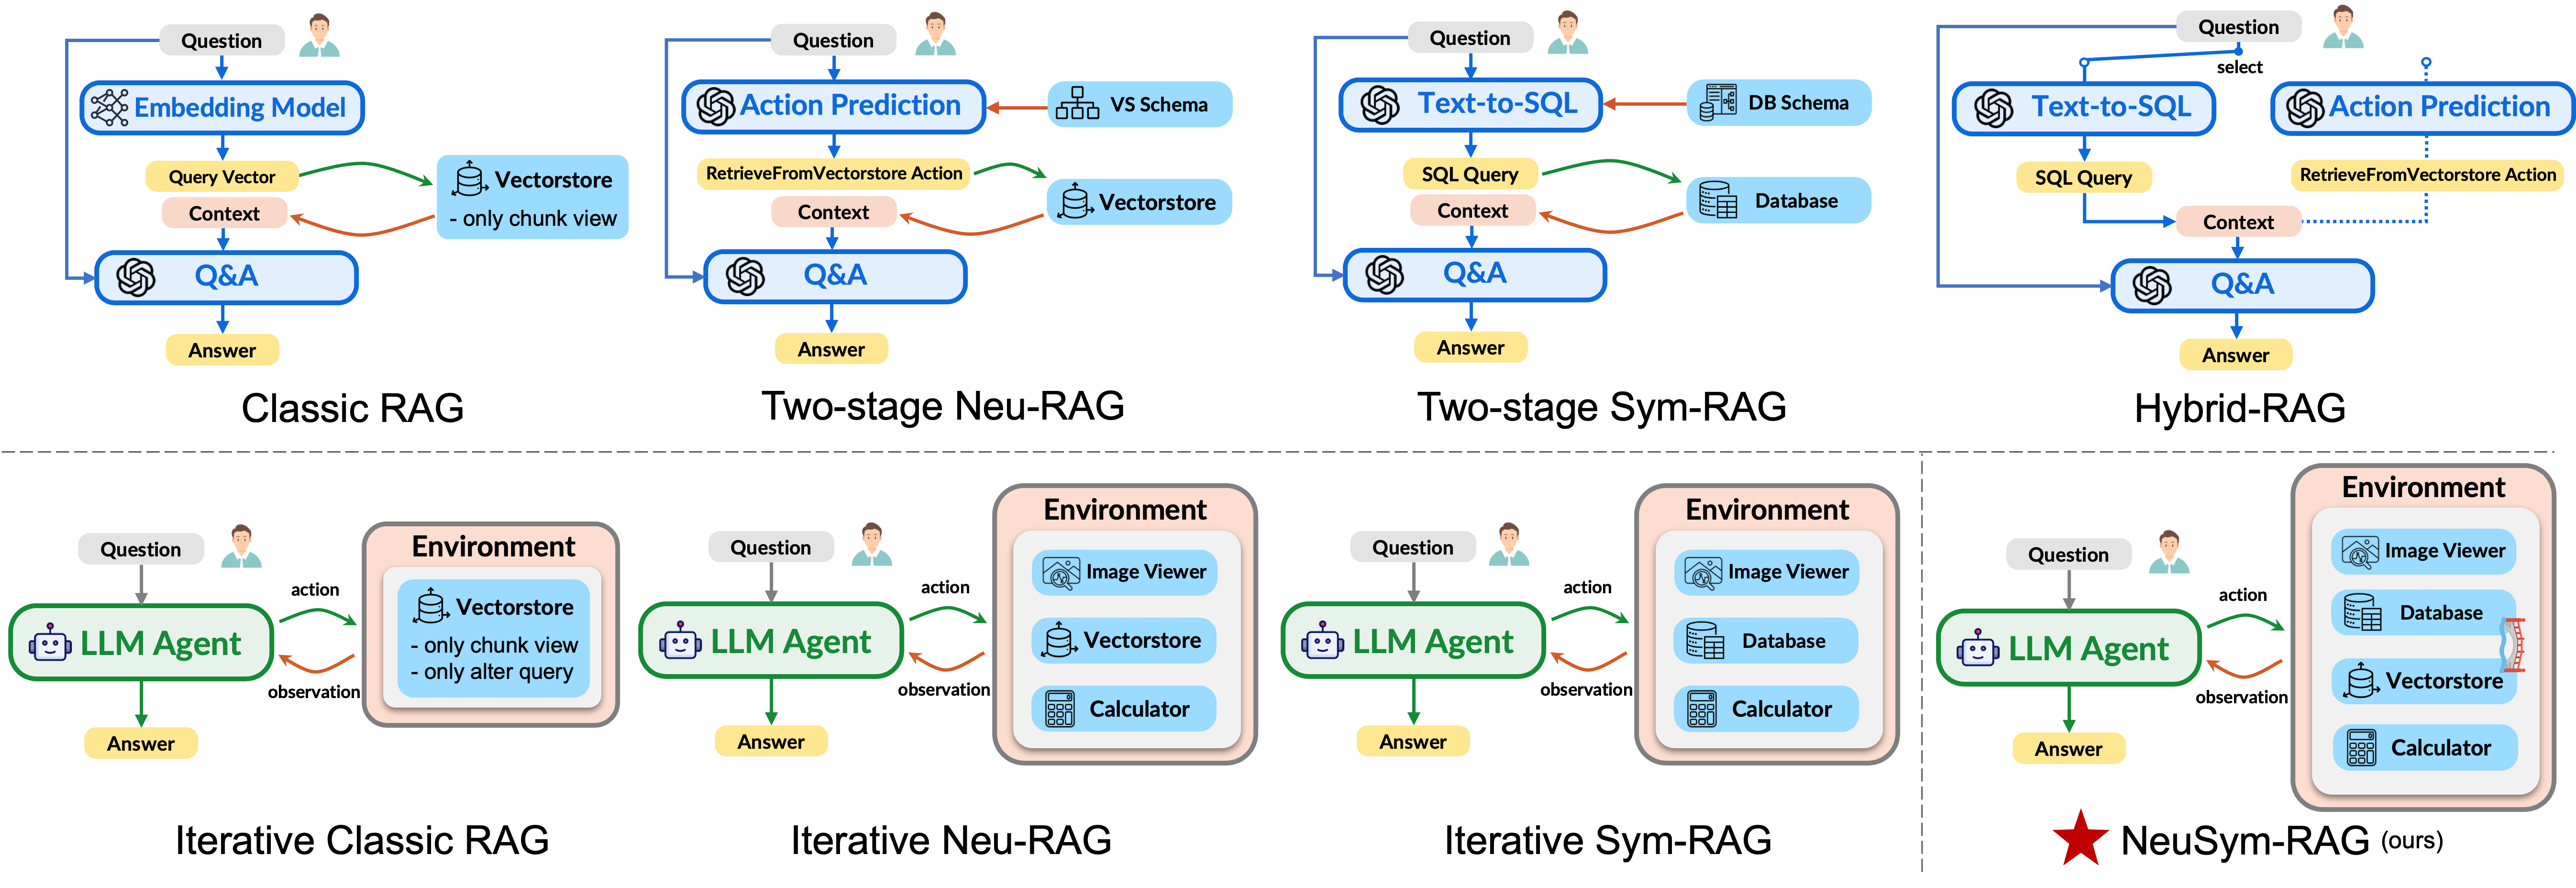 Question
Embedding Model
Query Vector
Vectorstore
- only chunk view
Context
Q&A
Answer
Classic RAG
Question
Action Prediction
VS Schema
RetrieveFromVectorstore Action
Vectorstore
Context
Q&A
Answer
Two-stage Neu-RAG
Question
Text-to-SQL
DB Schema
SQL Query
Database
Context
Q&A
Answer
Two-stage Sym-RAG
Question
select
Text-to-SQL
Action Prediction
SQL Query
RetrieveFromVectorstore Action
Context
Q&A
Answer
Hybrid-RAG
Question
LLM Agent
action
observation
Environment
Vectorstore
- only chunk view
- only alter query
Answer
Iterative Classic RAG
Question
LLM Agent
action
observation
Environment
Image Viewer
Vectorstore
Calculator
Answer
Iterative Neu-RAG
Question
LLM Agent
action
observation
Environment
Image Viewer
Database
Calculator
Answer
Iterative Sym-RAG
Question
LLM Agent
action
observation
Environment
Image Viewer
Database
Vectorstore
Calculator
Answer
NeuSym-RAG (ours)